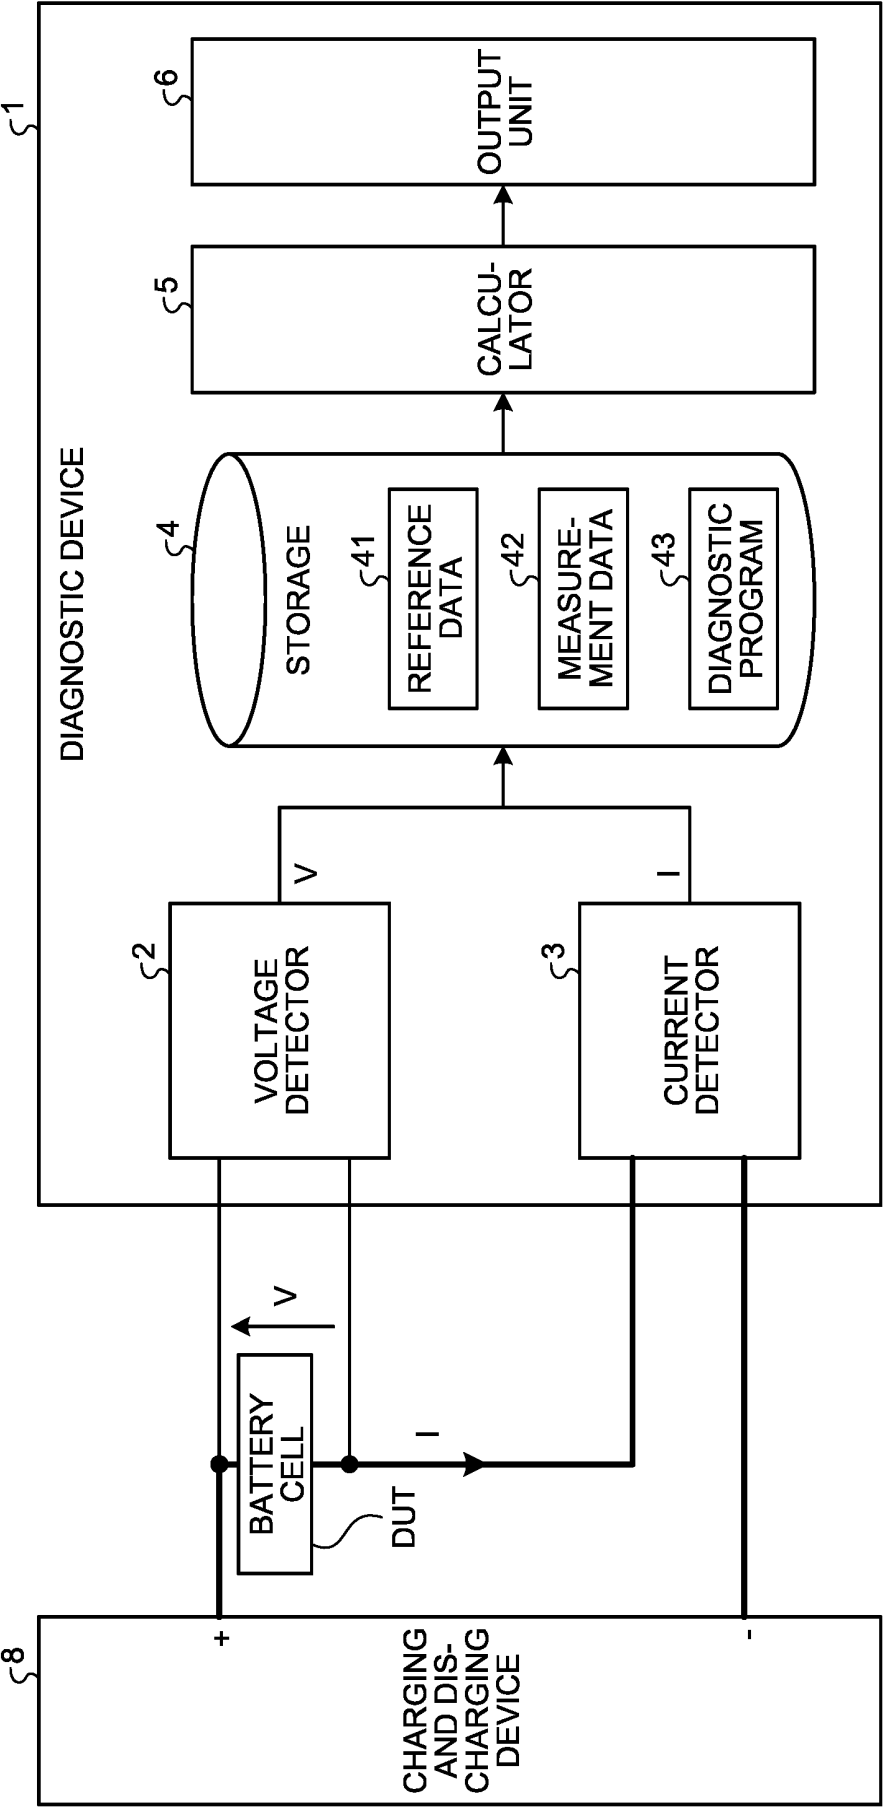 1
DIAGNOSTIC DEVICE
8
CHARGING
AND DIS-
CHARGING
DEVICE
+
-
BATTERY
CELL
DUT
V
I
2
VOLTAGE
DETECTOR
V
3
CURRENT
DETECTOR
I
4
STORAGE
41
REFERENCE
DATA
42
MEASURE-
MENT DATA
43
DIAGNOSTIC
PROGRAM
5
CALCU-
LATOR
6
OUTPUT
UNIT